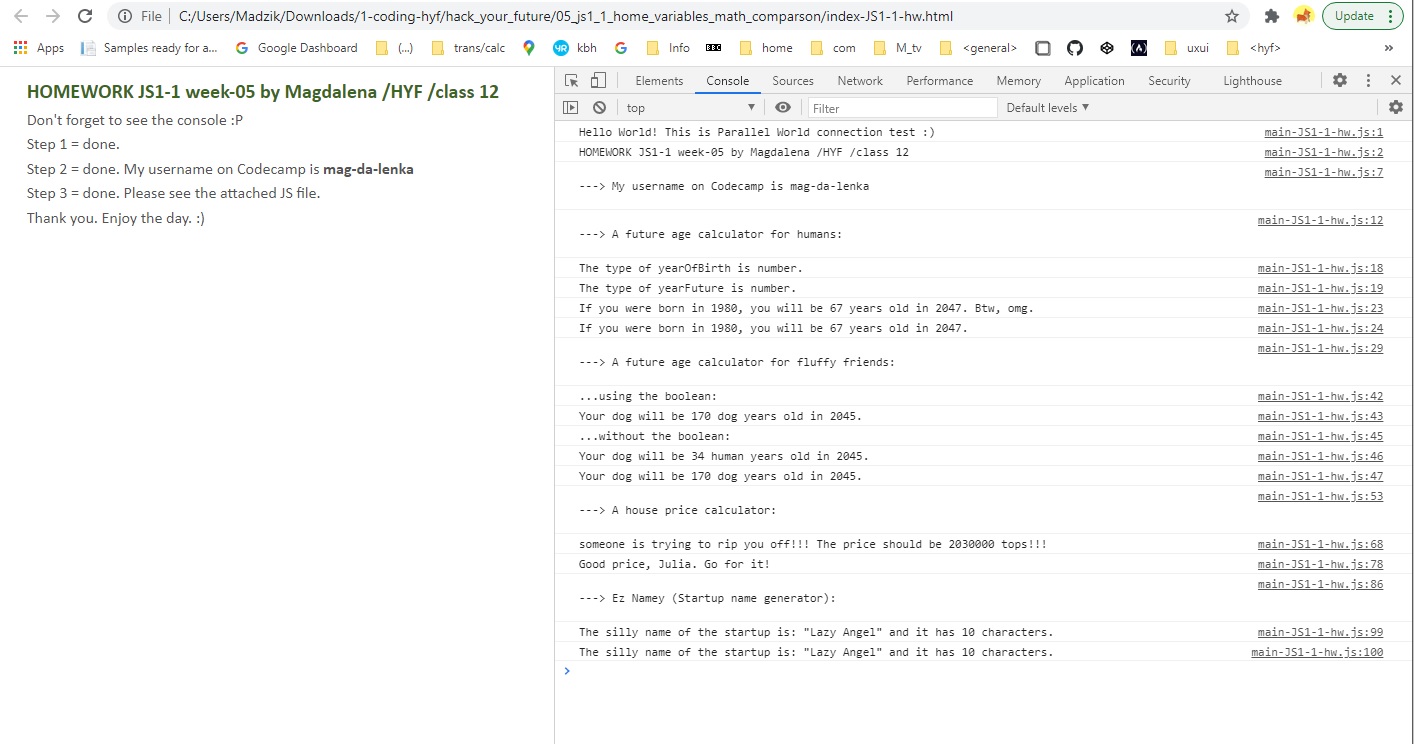 File C:/Users/Madzik/Downloads/1-coding-hyf/hack_your_future/05_js1_1_home_variables_math_comparson/index-JS1-1-hw.html Update
Apps Samples ready for a... Google Dashboard (...) trans/calc kbh Info BBC home com M_tv <general> uxui <hyf> »
HOMEWORK JS1-1 week-05 by Magdalena /HYF /class 12
Don't forget to see the console :P
Step 1 = done.
Step 2 = done. My username on Codecamp is mag-da-lenka
Step 3 = done. Please see the attached JS file.
Thank you. Enjoy the day. :)
Elements Console Sources Network Performance Memory Application Security Lighthouse
top Filter Default levels
Hello World! This is Parallel World connection test :) main-JS1-1-hw.js:1
HOMEWORK JS1-1 week-05 by Magdalena /HYF /class 12 main-JS1-1-hw.js:2
main-JS1-1-hw.js:7
---> My username on Codecamp is mag-da-lenka
main-JS1-1-hw.js:12
---> A future age calculator for humans:
The type of yearOfBirth is number. main-JS1-1-hw.js:18
The type of yearFuture is number. main-JS1-1-hw.js:19
If you were born in 1980, you will be 67 years old in 2047. Btw, omg. main-JS1-1-hw.js:23
If you were born in 1980, you will be 67 years old in 2047. main-JS1-1-hw.js:24
main-JS1-1-hw.js:29
---> A future age calculator for fluffy friends:
...using the boolean: main-JS1-1-hw.js:42
Your dog will be 170 dog years old in 2045. main-JS1-1-hw.js:43
...without the boolean: main-JS1-1-hw.js:45
Your dog will be 34 human years old in 2045. main-JS1-1-hw.js:46
Your dog will be 170 dog years old in 2045. main-JS1-1-hw.js:47
main-JS1-1-hw.js:53
---> A house price calculator:
someone is trying to rip you off!!! The price should be 2030000 tops!!! main-JS1-1-hw.js:68
Good price, Julia. Go for it! main-JS1-1-hw.js:78
main-JS1-1-hw.js:86
---> Ez Namey (Startup name generator):
The silly name of the startup is: "Lazy Angel" and it has 10 characters. main-JS1-1-hw.js:99
The silly name of the startup is: "Lazy Angel" and it has 10 characters. main-JS1-1-hw.js:100
>